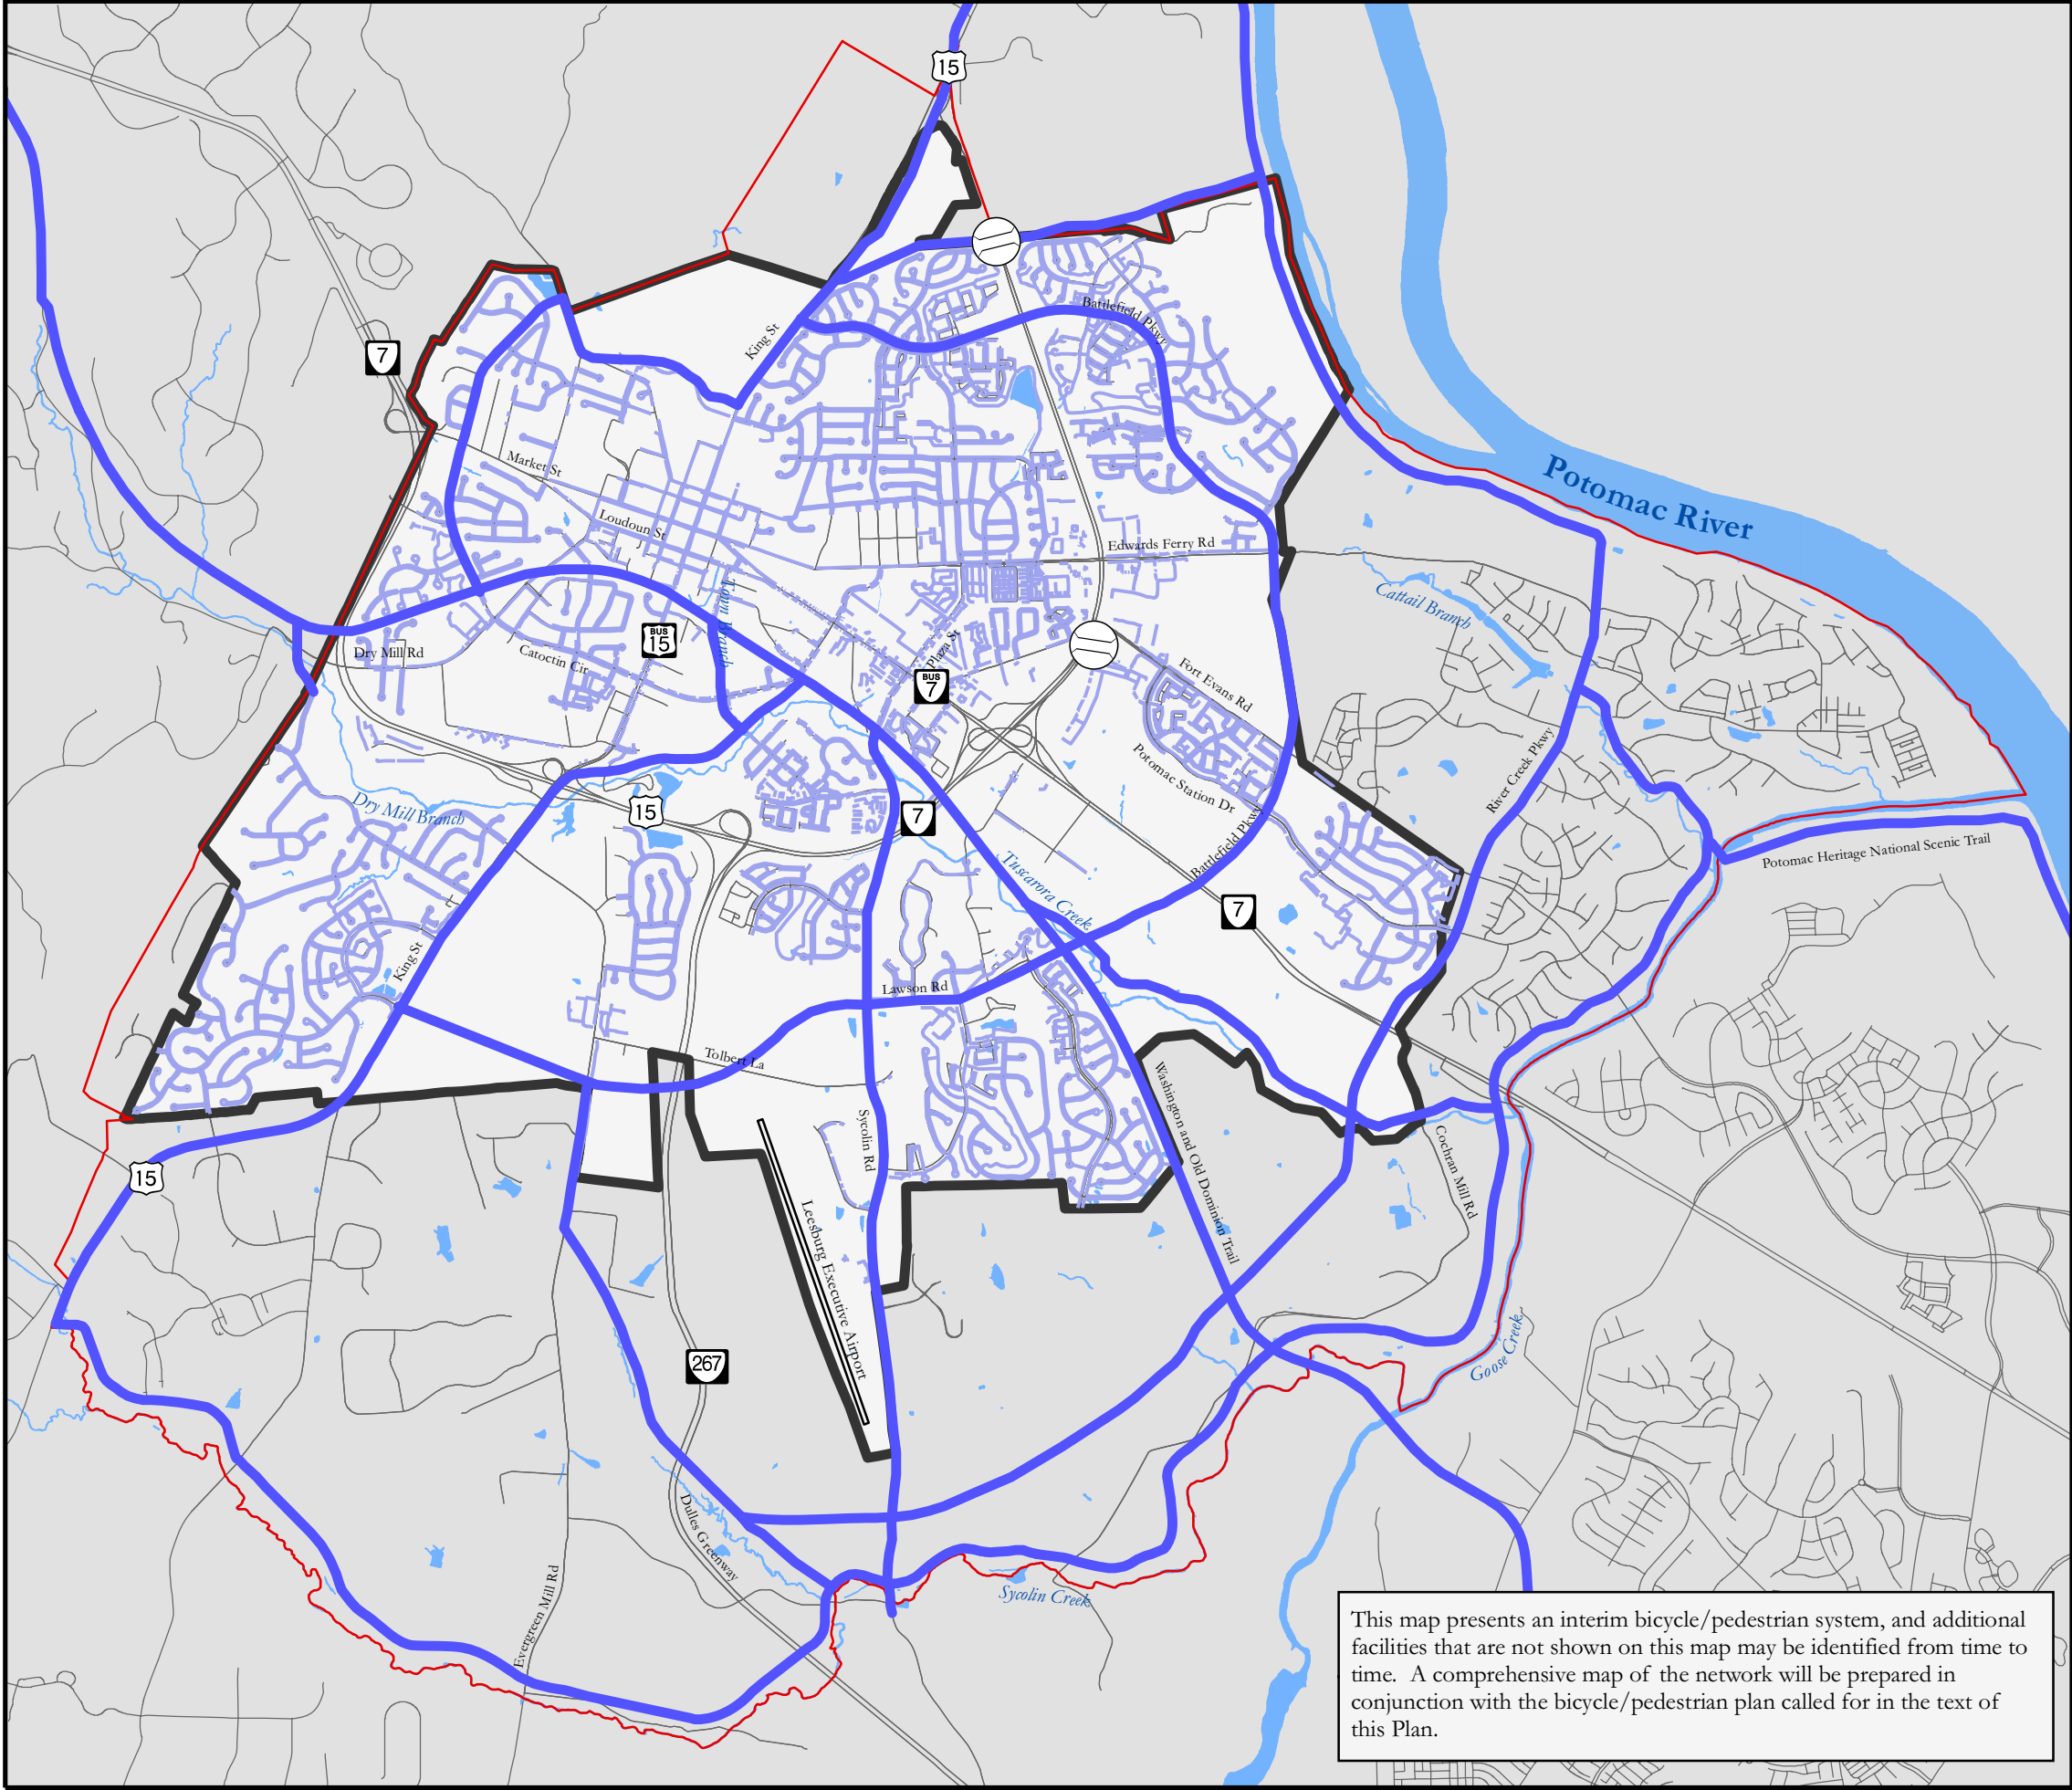 15
Battlefield Pkwy
King St
7
Potomac River
Market St
Loudoun St
Edwards Ferry Rd
Cattail Branch
Town Branch
BUS
15
Plaza St
Dry Mill Rd
Catoctin Cir
BUS
7
Fort Evans Rd
River Creek Pkwy
Potomac Station Dr
Dry Mill Branch
15
7
Battlefield Pkwy
Potomac Heritage National Scenic Trail
Tuscarora Creek
7
King St
Lawson Rd
Tolbert La
Washington and Old Dominion Trail
Sycolin Rd
Cochran Mill Rd
15
Leesburg Executive Airport
267
Goose Creek
Dulles Greenway
Sycolin Creek
Evergreen Mill Rd
This map presents an interim bicycle/pedestrian system, and additional
facilities that are not shown on this map may be identified from time to
time. A comprehensive map of the network will be prepared in
conjunction with the bicycle/pedestrian plan called for in the text of
this Plan.